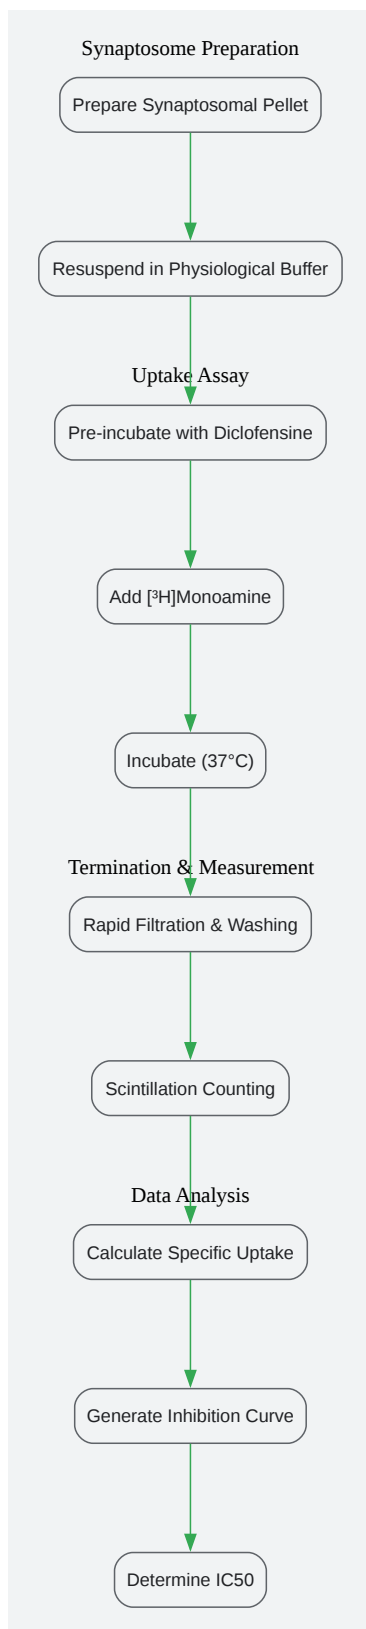 Synaptosome Preparation
Prepare Synaptosomal Pellet
Resuspend in Physiological Buffer
Uptake Assay
Pre-incubate with Diclofensine
Add [³H]Monoamine
Incubate (37°C)
Termination & Measurement
Rapid Filtration & Washing
Scintillation Counting
Data Analysis
Calculate Specific Uptake
Generate Inhibition Curve
Determine IC50